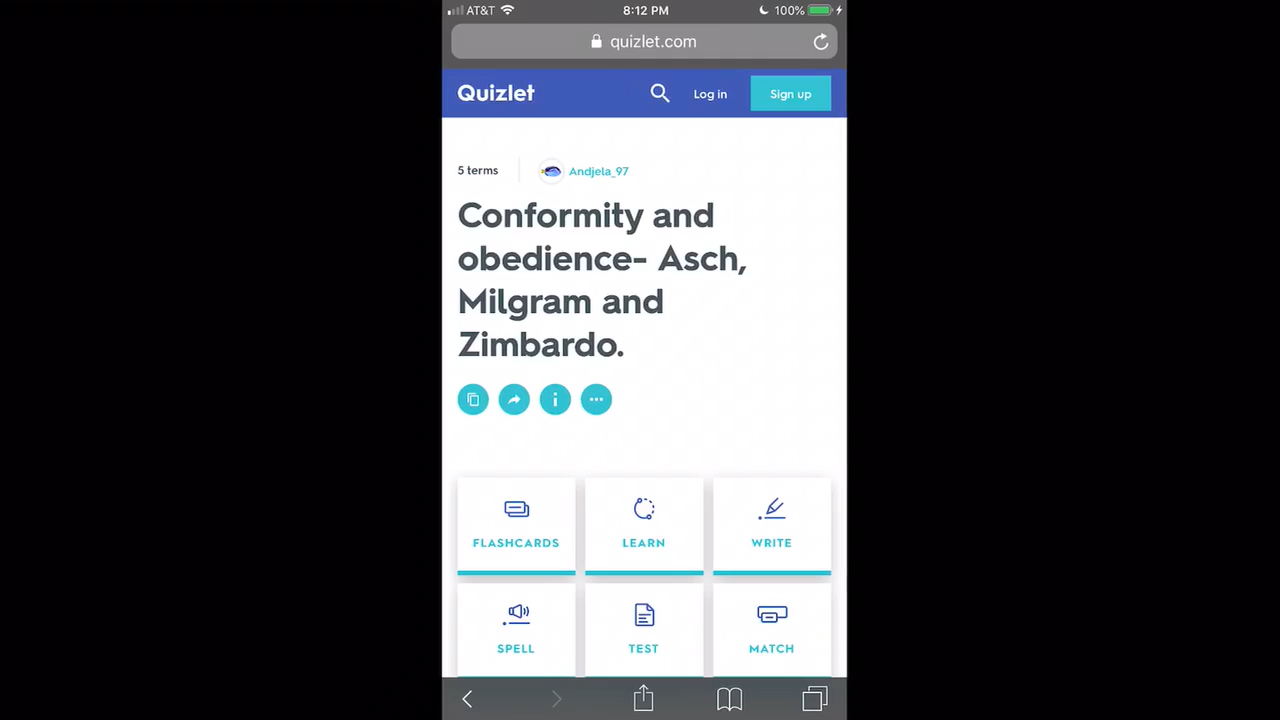 AT&T 8:12 PM 100%
quizlet.com
Quizlet Log in Sign up
5 terms Andjela_97
Conformity and
obedience- Asch,
Milgram and
Zimbardo.
FLASHCARDS LEARN WRITE
SPELL TEST MATCH